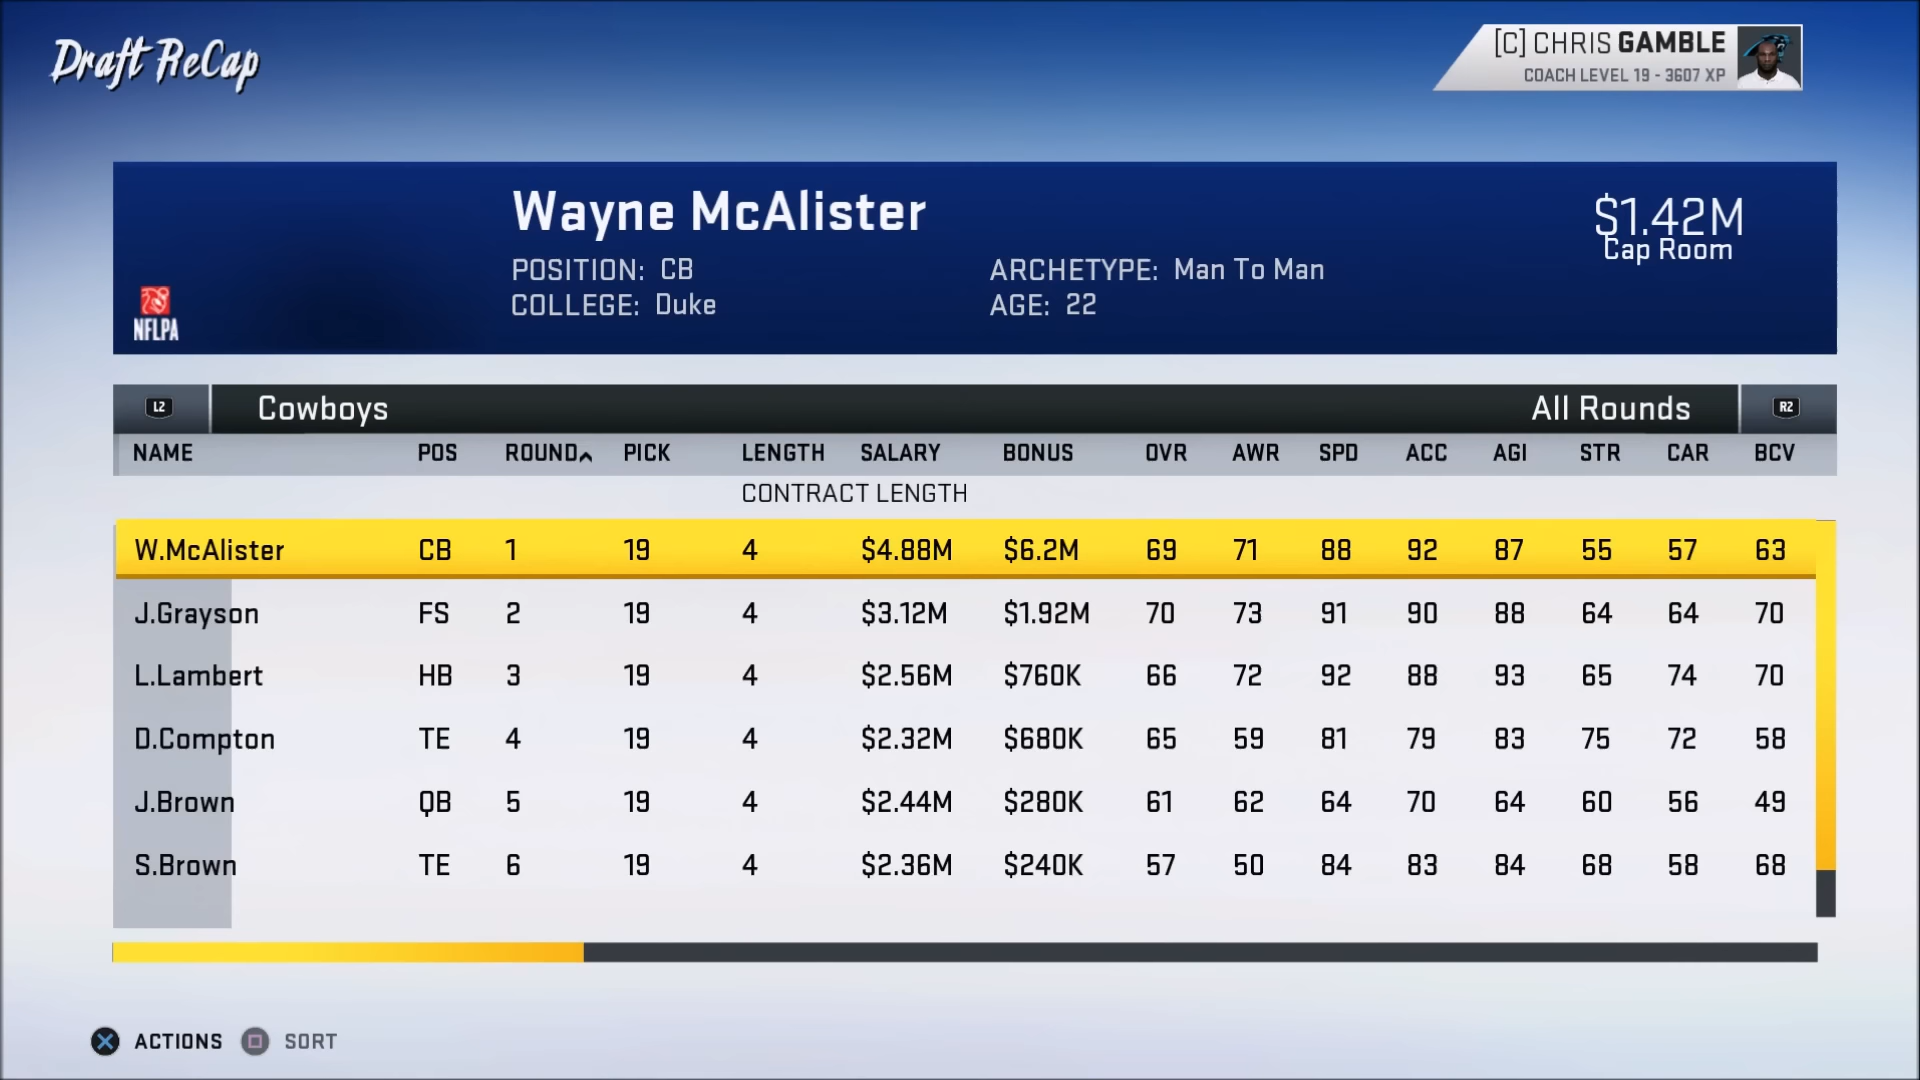 Draft ReCap
[C] CHRIS GAMBLE
COACH LEVEL 19 - 3607 XP
Wayne McAlister
POSITION: CB
ARCHETYPE: Man To Man
COLLEGE: Duke
AGE: 22
$1.42M
Cap Room
NFLPA
L2 Cowboys All Rounds R2
NAME POS ROUND PICK LENGTH SALARY BONUS OVR AWR SPD ACC AGI STR CAR BCV
CONTRACT LENGTH
W.McAlister CB 1 19 4 $4.88M $6.2M 69 71 88 92 87 55 57 63
J.Grayson FS 2 19 4 $3.12M $1.92M 70 73 91 90 88 64 64 70
L.Lambert HB 3 19 4 $2.56M $760K 66 72 92 88 93 65 74 70
D.Compton TE 4 19 4 $2.32M $680K 65 59 81 79 83 75 72 58
J.Brown QB 5 19 4 $2.44M $280K 61 62 64 70 64 60 56 49
S.Brown TE 6 19 4 $2.36M $240K 57 50 84 83 84 68 58 68
ACTIONS SORT